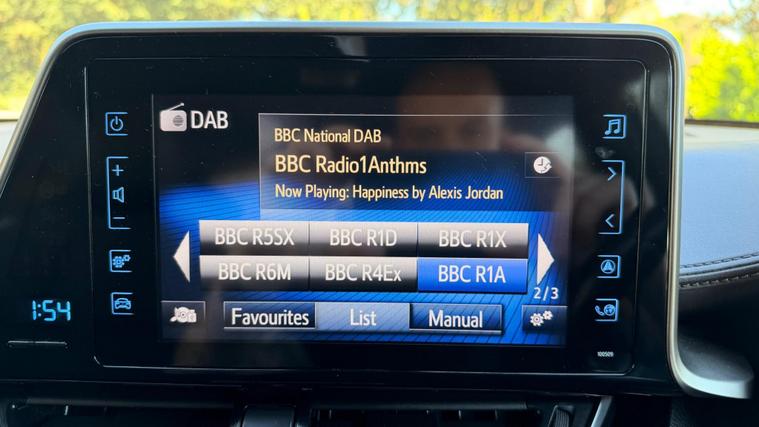 DAB
BBC National DAB
BBC Radio1Anthms
Now Playing: Happiness by Alexis Jordan
BBC R5SX BBC R1D BBC R1X
BBC R6M BBC R4Ex BBC R1A
2/3
1:54
Favourites List Manual
100509